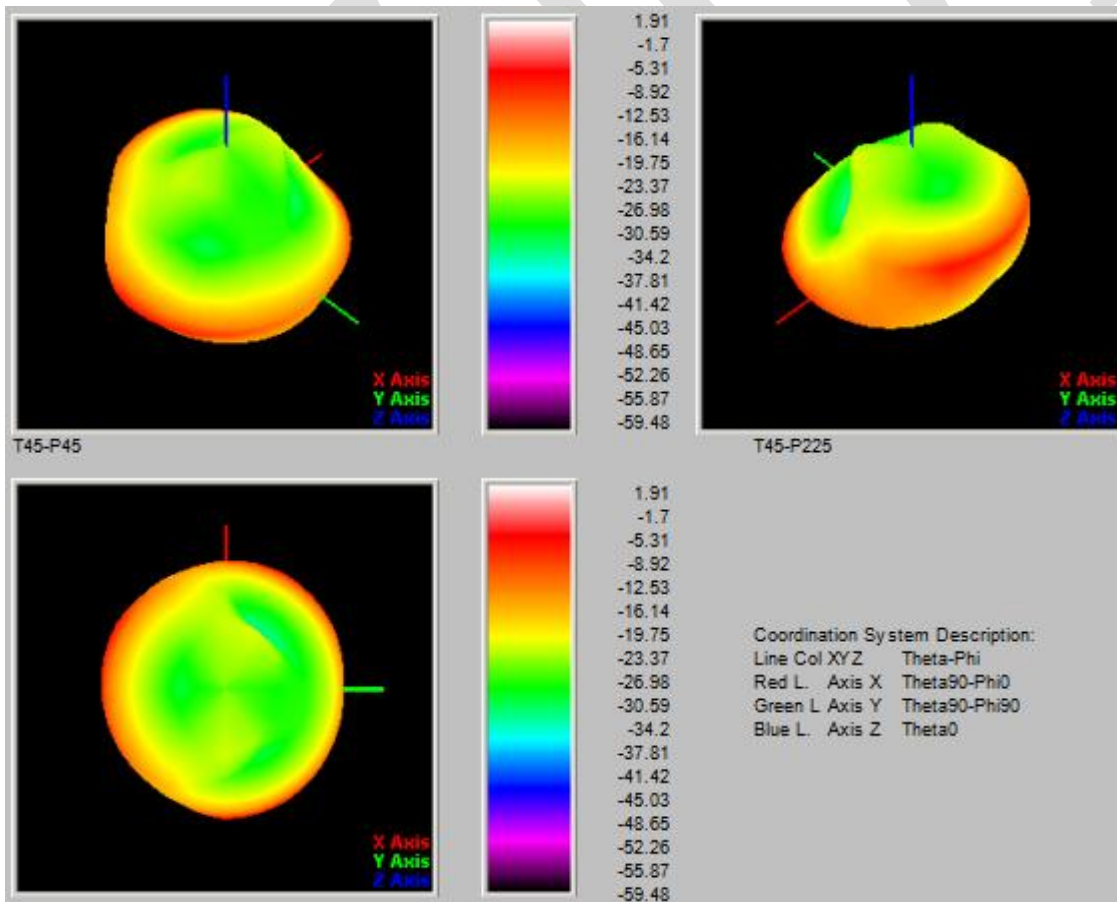 1.91
-1.7
-5.31
-8.92
-12.53
-16.14
-19.75
-23.37
-26.98
-30.59
-34.2
-37.81
-41.42
-45.03
-48.65
-52.26
-55.87
-59.48
X Axis
Y Axis
Z Axis
X Axis
Y Axis
Z Axis
T45-P45
T45-P225
1.91
-1.7
-5.31
-8.92
-12.53
-16.14
-19.75
-23.37
-26.98
-30.59
-34.2
-37.81
-41.42
-45.03
-48.65
-52.26
-55.87
-59.48
X Axis
Y Axis
Z Axis
Coordination System Description:
Line Col XYZ Theta-Phi
Red L. Axis X Theta90-Phi0
Green L Axis Y Theta90-Phi90
Blue L. Axis Z Theta0